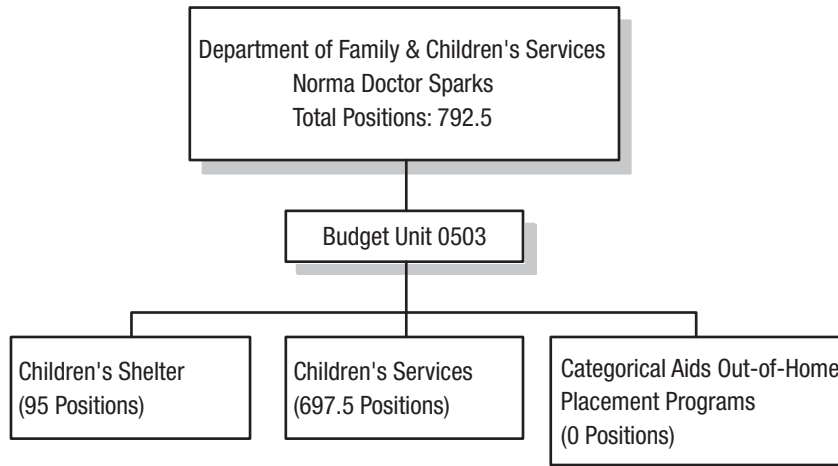 Department of Family & Children's Services
Norma Doctor Sparks
Total Positions: 792.5
Budget Unit 0503
Children's Shelter
(95 Positions)
Children's Services
(697.5 Positions)
Categorical Aids Out-of-Home
Placement Programs
(0 Positions)